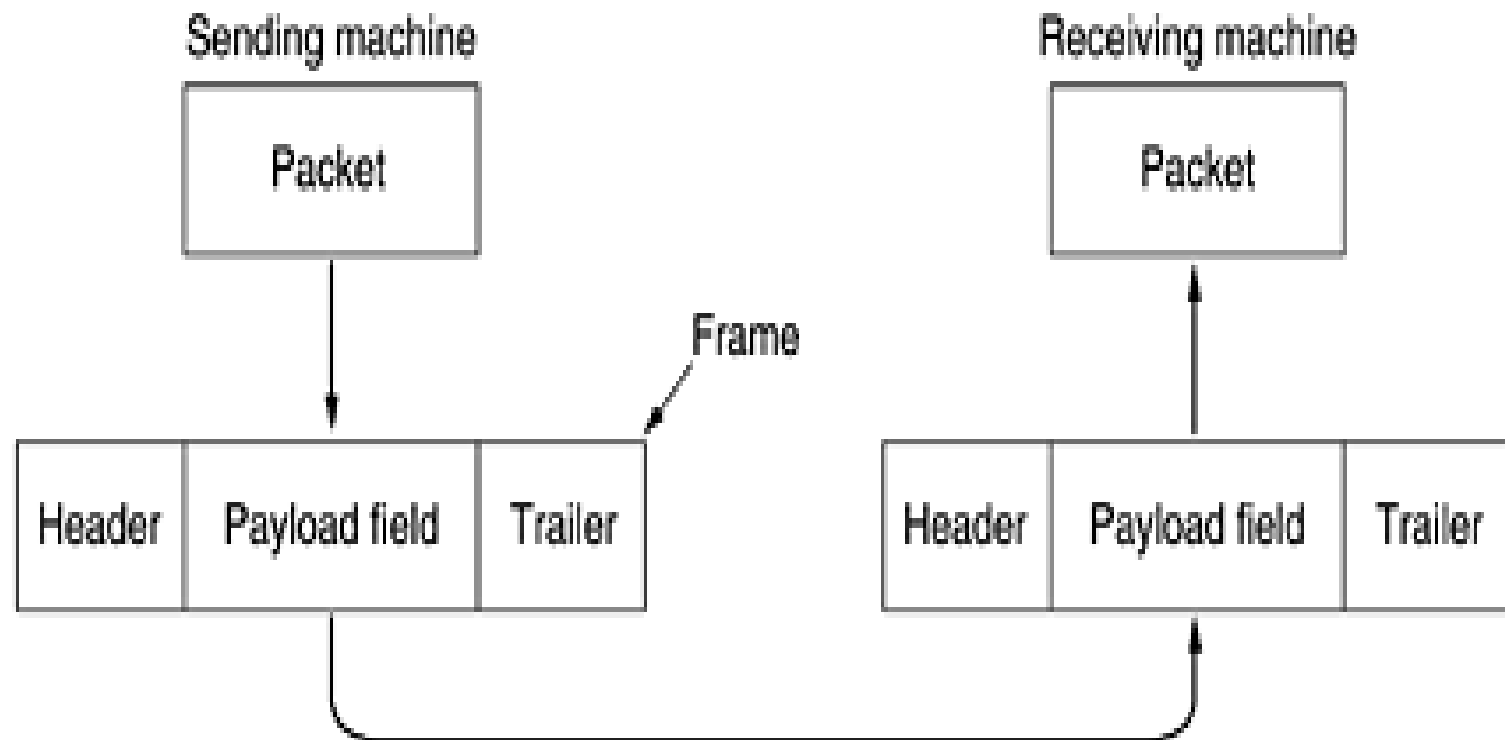 Sending machine
Receiving machine
Packet
Packet
Frame
Header
Payload field
Trailer
Header
Payload field
Trailer